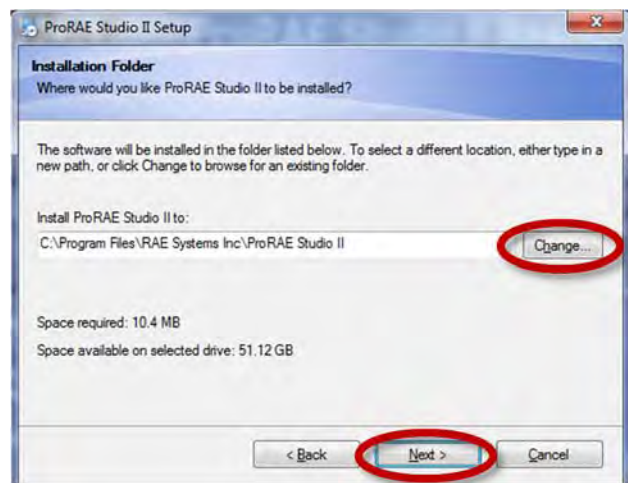 ProRAE Studio II Setup
Installation Folder
Where would you like ProRAE Studio II to be installed?
The software will be installed in the folder listed below. To select a different location, either type in a
new path, or click Change to browse for an existing folder.
Install ProRAE Studio II to:
C:\Program Files\RAE Systems Inc\ProRAE Studio II
Change...
Space required: 10.4 MB
Space available on selected drive: 51.12 GB
< Back Next > Cancel